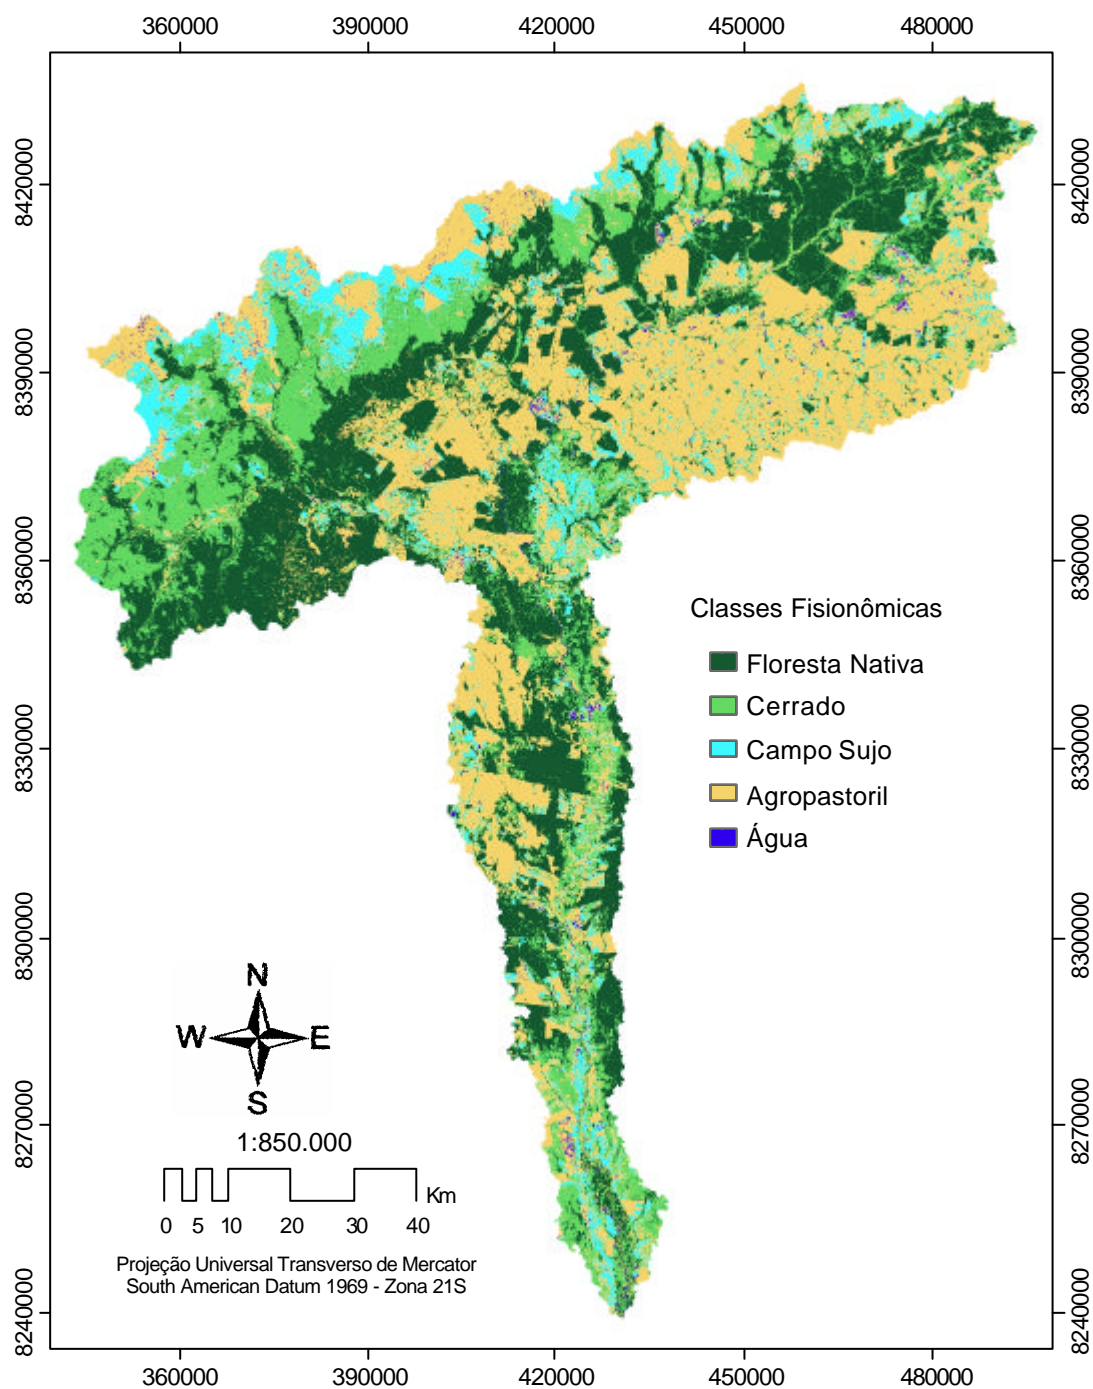 360000 390000 420000 450000 480000
8420000 8420000
8390000 8390000
8360000 8360000
Classes Fisionômicas
Floresta Nativa
Cerrado
Campo Sujo
Agropastoril
Água
8330000 8330000
8300000 8300000
N
W E
S
8270000 8270000
1:850.000
Km
0 5 10 20 30 40
Projeção Universal Transverso de Mercator
South American Datum 1969 - Zona 21S
8240000 8240000
360000 390000 420000 450000 480000